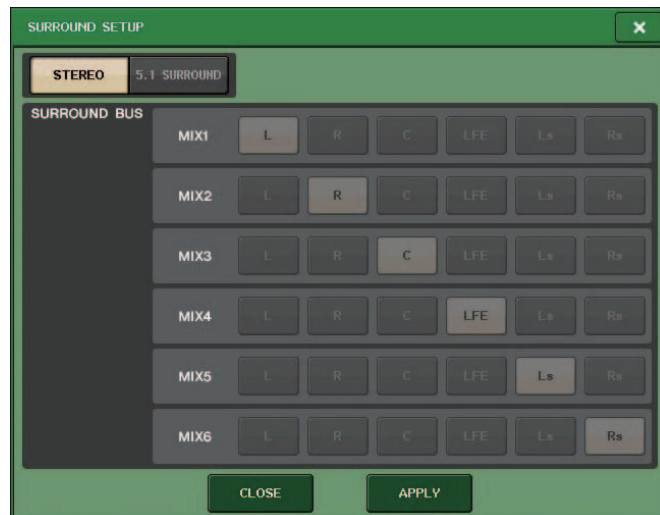 SURROUND SETUP
STEREO 5.1 SURROUND
SURROUND BUS
MIX1 L R C LFE Ls Rs
MIX2 L R C LFE Ls Rs
MIX3 L R C LFE Ls Rs
MIX4 L R C LFE Ls Rs
MIX5 L R C LFE Ls Rs
MIX6 L R C LFE Ls Rs
CLOSE APPLY